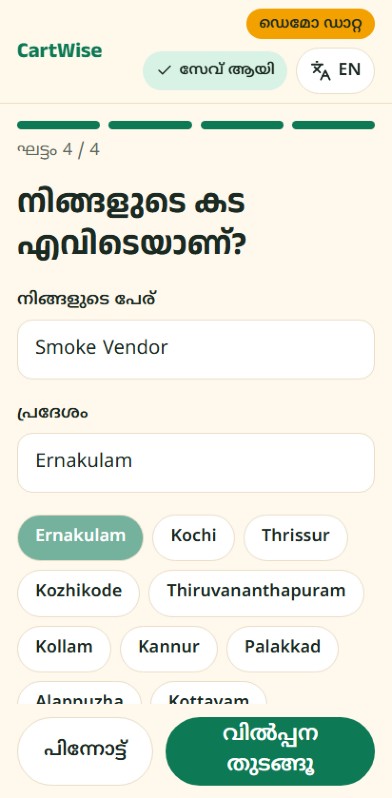 ഡെമോ ഡാറ്റ
CartWise
സേവ് ആയി
EN
ഘട്ടം 4 / 4
നിങ്ങളുടെ കട
എവിടെയാണ്?
നിങ്ങളുടെ പേര്
Smoke Vendor
പ്രദേശം
Ernakulam
Ernakulam Kochi Thrissur
Kozhikode Thiruvananthapuram
Kollam Kannur Palakkad
Alappuzha Kottayam
പിന്നോട്ട്
വിൽപ്പന
തുടങ്ങൂ